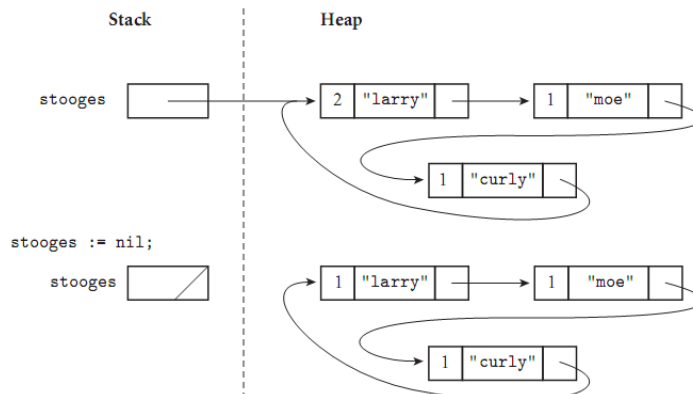 Stack Heap
stooges 2 "larry" 1 "moe"
1 "curly"
stooges := nil;
stooges 1 "larry" 1 "moe"
1 "curly"